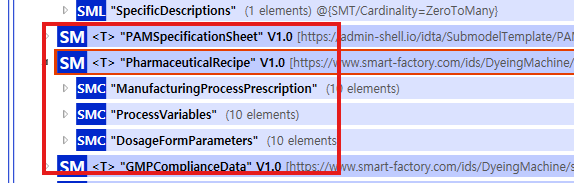 SML "SpecificDescriptions" (1 elements) @{SMT/Cardinality=ZeroToMany}
SM <T> "PAMSpecificationSheet" V1.0 [https://admin-shell.io/idta/SubmodelTemplate/PAM
SM <T> "PharmaceuticalRecipe" V1.0 [https://www.smart-factory.com/ids/DyeingMachine/
SMC "ManufacturingProcessPrescription" (10 elements)
SMC "ProcessVariables" (10 elements)
SMC "DosageFormParameters" (10 elements)
SM <T> "GMPComplianceData" V1.0 [https://www.smart-factory.com/ids/DyeingMachine/s